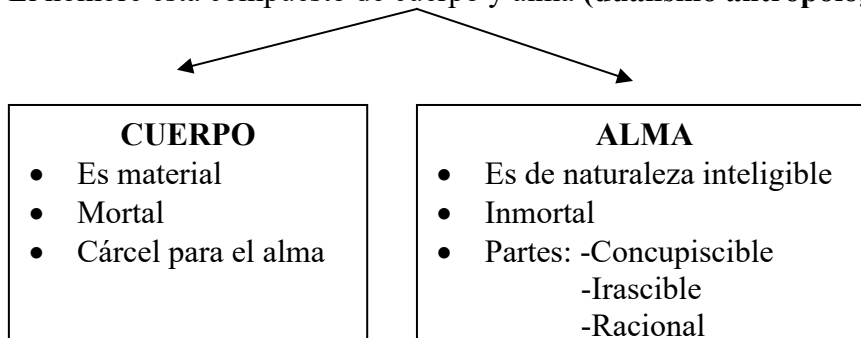 El hombre está compuesto de cuerpo y alma (dualismo antropológ
CUERPO
• Es material
• Mortal
• Cárcel para el alma
ALMA
• Es de naturaleza inteligible
• Inmortal
• Partes: -Concupiscible
-Irascible
-Racional